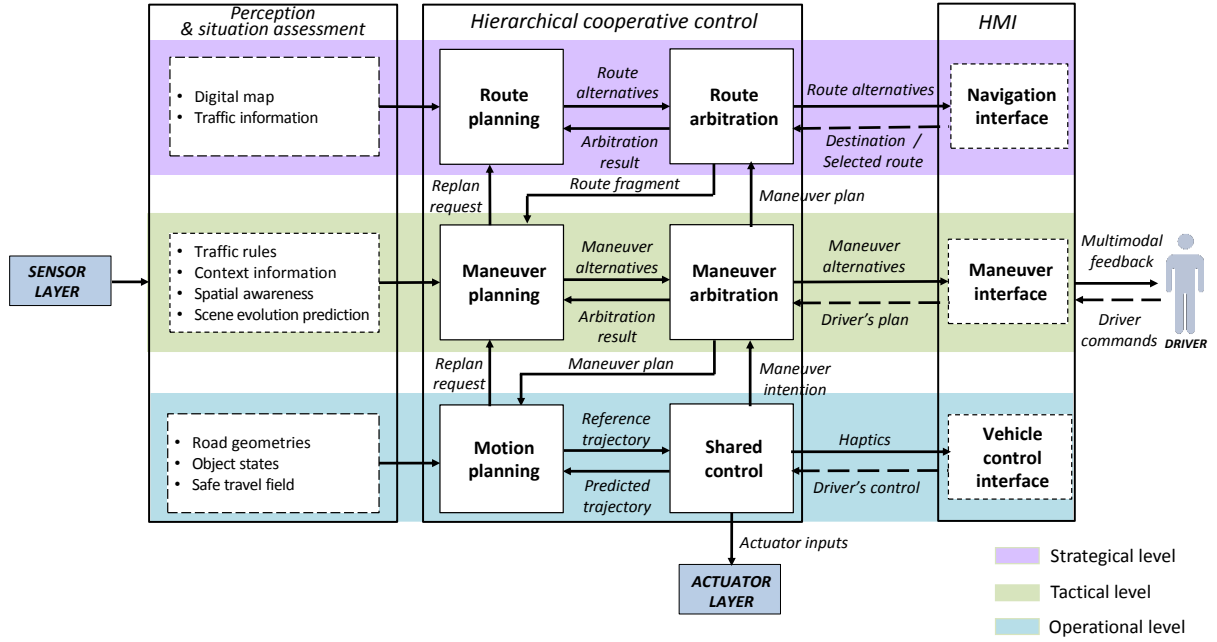 Perception
& situation assessment
Hierarchical cooperative control
HMI
• Digital map
• Traffic information
Route
planning
Route
alternatives
Arbitration
result
Route
arbitration
Route alternatives
Destination /
Selected route
Navigation
interface
Replan
request
Route fragment
Maneuver plan
SENSOR
LAYER
• Traffic rules
• Context information
• Spatial awareness
• Scene evolution prediction
Maneuver
planning
Maneuver
alternatives
Arbitration
result
Maneuver
arbitration
Maneuver
alternatives
Driver's plan
Maneuver
interface
Multimodal
feedback
Driver
commands
DRIVER
Replan
request
Maneuver plan
Maneuver
intention
• Road geometries
• Object states
• Safe travel field
Motion
planning
Reference
trajectory
Predicted
trajectory
Shared
control
Haptics
Driver's control
Vehicle
control
interface
Actuator inputs
ACTUATOR
LAYER
Strategical level
Tactical level
Operational level